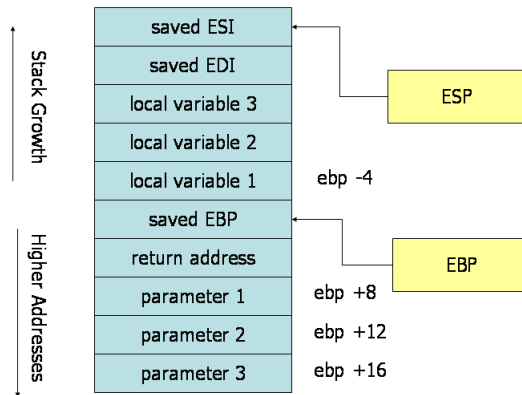 saved ESI
saved EDI
local variable 3
local variable 2
local variable 1
saved EBP
return address
parameter 1
parameter 2
parameter 3
ebp -4
ebp +8
ebp +12
ebp +16
ESP
EBP
Stack Growth
Higher Addresses